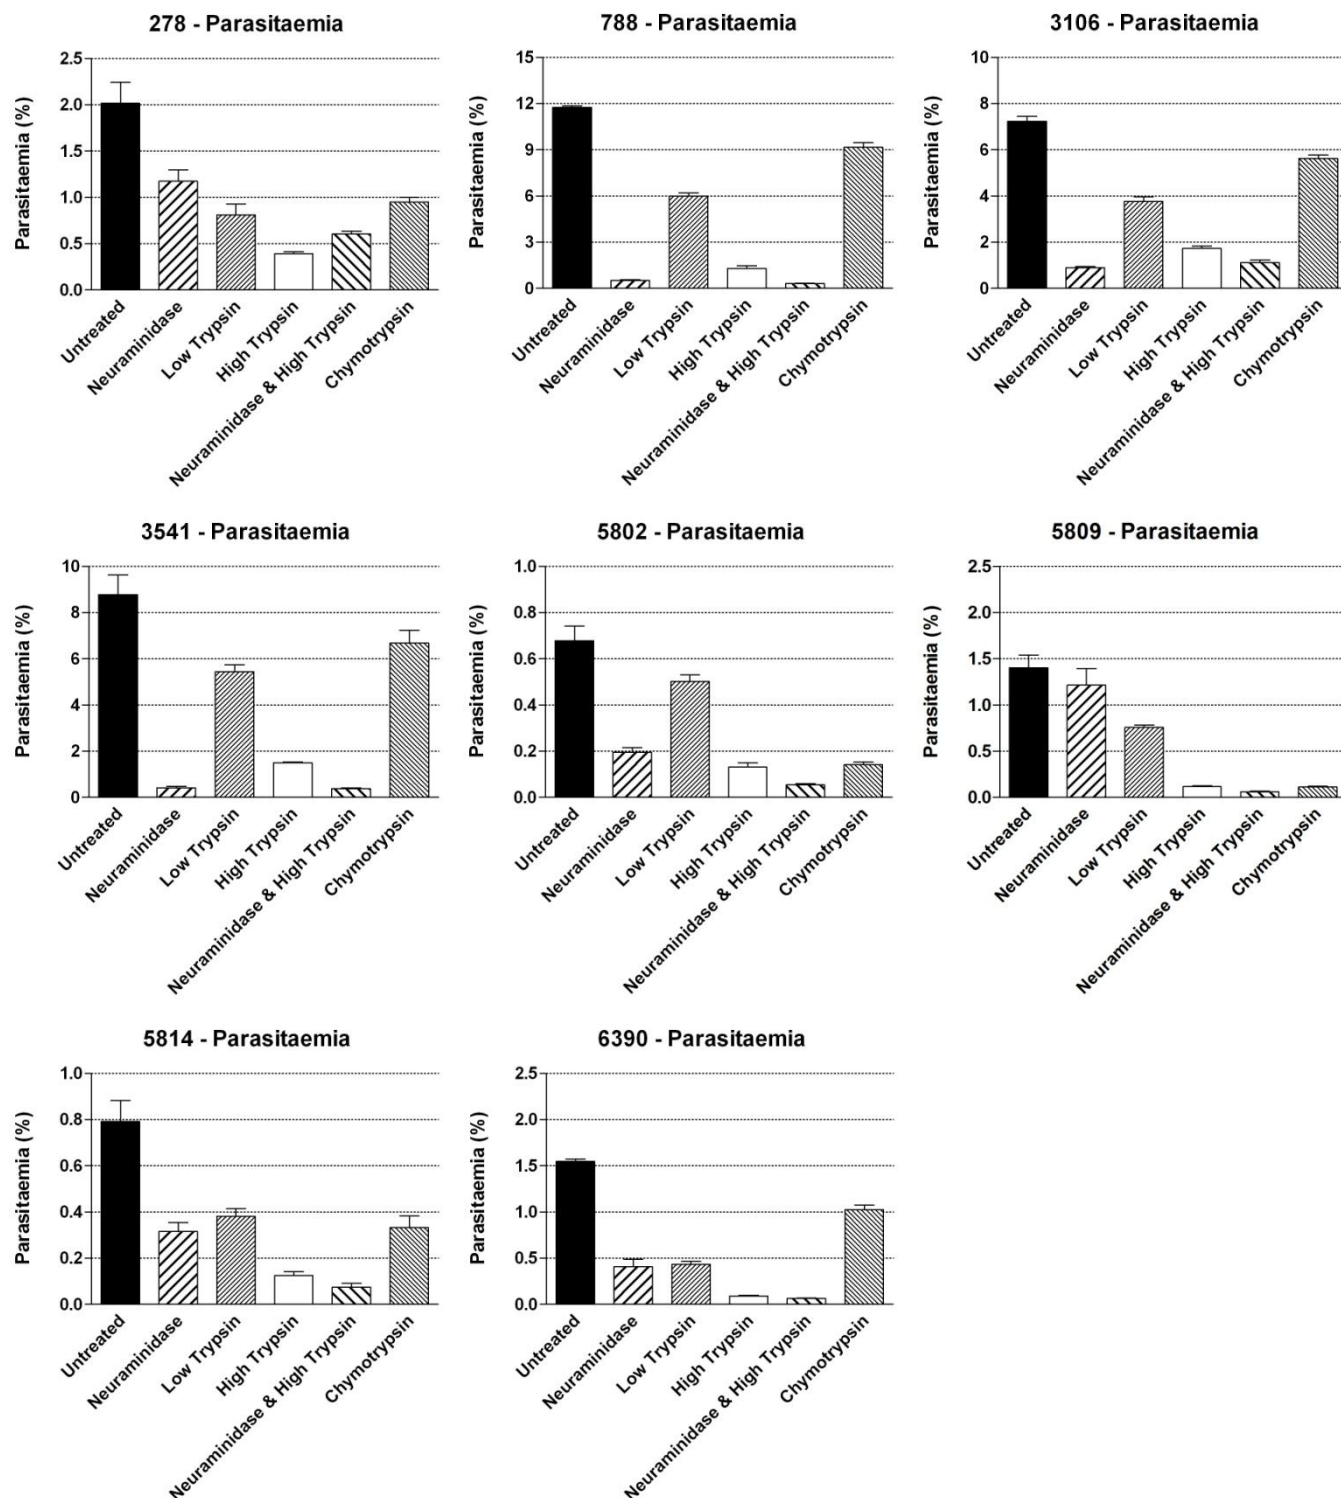 278 - Parasitaemia
Parasitaemia (%)
2.5
2.0
1.5
1.0
0.5
0.0
Untreated
Neuraminidase
Low Trypsin
High Trypsin
Neuraminidase & High Trypsin
Chymotrypsin
788 - Parasitaemia
Parasitaemia (%)
15
12
9
6
3
0
Untreated
Neuraminidase
Low Trypsin
High Trypsin
Neuraminidase & High Trypsin
Chymotrypsin
3106 - Parasitaemia
Parasitaemia (%)
10
8
6
4
2
0
Untreated
Neuraminidase
Low Trypsin
High Trypsin
Neuraminidase & High Trypsin
Chymotrypsin
3541 - Parasitaemia
Parasitaemia (%)
10
8
6
4
2
0
Untreated
Neuraminidase
Low Trypsin
High Trypsin
Neuraminidase & High Trypsin
Chymotrypsin
5802 - Parasitaemia
Parasitaemia (%)
1.0
0.8
0.6
0.4
0.2
0.0
Untreated
Neuraminidase
Low Trypsin
High Trypsin
Neuraminidase & High Trypsin
Chymotrypsin
5809 - Parasitaemia
Parasitaemia (%)
2.5
2.0
1.5
1.0
0.5
0.0
Untreated
Neuraminidase
Low Trypsin
High Trypsin
Neuraminidase & High Trypsin
Chymotrypsin
5814 - Parasitaemia
Parasitaemia (%)
1.0
0.8
0.6
0.4
0.2
0.0
Untreated
Neuraminidase
Low Trypsin
High Trypsin
Neuraminidase & High Trypsin
Chymotrypsin
6390 - Parasitaemia
Parasitaemia (%)
2.5
2.0
1.5
1.0
0.5
0.0
Untreated
Neuraminidase
Low Trypsin
High Trypsin
Neuraminidase & High Trypsin
Chymotrypsin